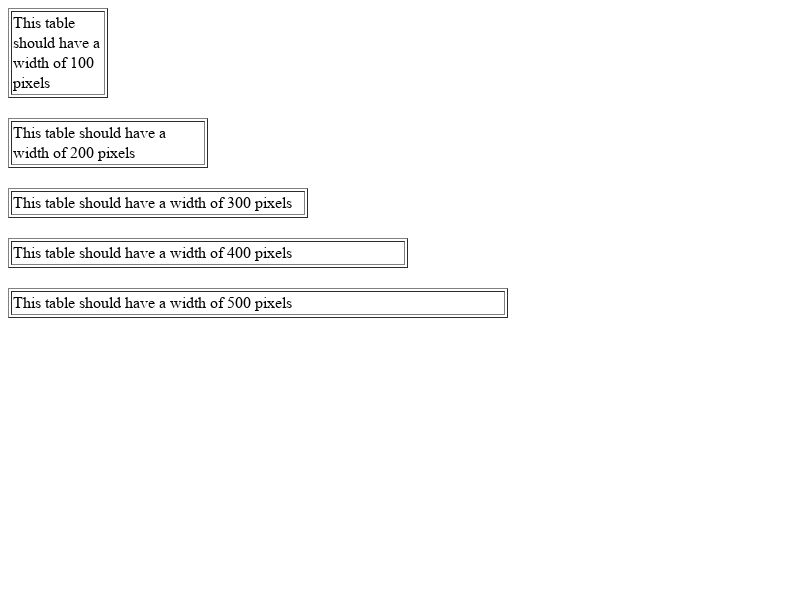 This table
should have a
width of 100
pixels
This table should have a
width of 200 pixels
This table should have a width of 300 pixels
This table should have a width of 400 pixels
This table should have a width of 500 pixels